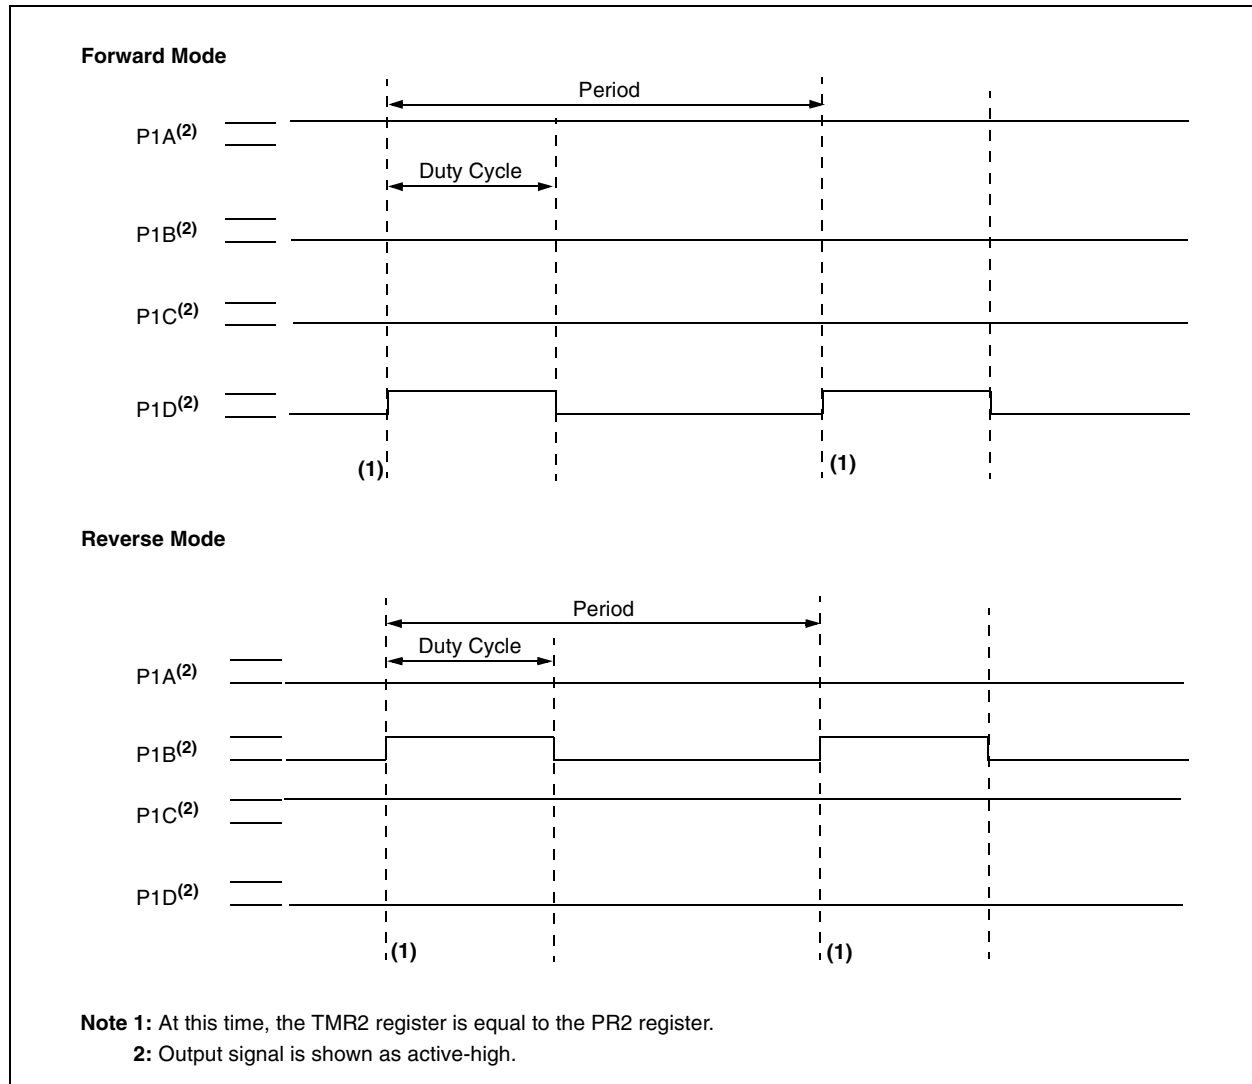 Forward Mode
Period
P1A(2)
Duty Cycle
P1B(2)
P1C(2)
P1D(2)
(1)
(1)
Reverse Mode
Period
Duty Cycle
P1A(2)
P1B(2)
P1C(2)
P1D(2)
(1)
(1)
Note 1: At this time, the TMR2 register is equal to the PR2 register.
2: Output signal is shown as active-high.